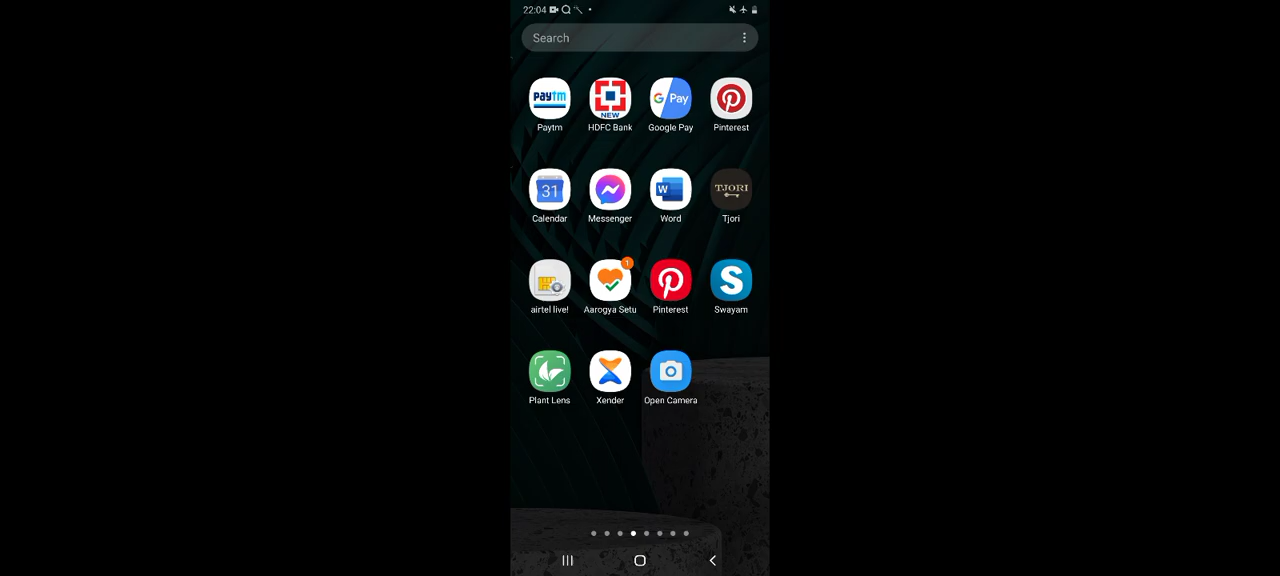 22:04
Search
Paytm HDFC Bank Google Pay Pinterest
Calendar Messenger Word Tjori
airtel live! Aarogya Setu Pinterest Swayam
Plant Lens Xender Open Camera
paytm
NEW
G Pay
31
W
TJORI
1
S